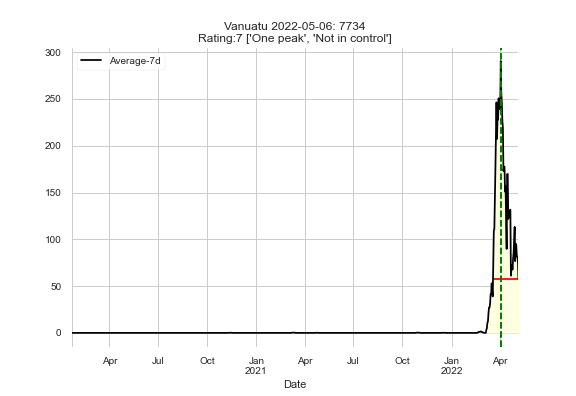 Vanuatu 2022-05-06: 7734
Rating:7 ['One peak', 'Not in control']
300
Average-7d
250
200
150
100
50
0
Apr Jul Oct Jan Apr Jul Oct Jan Apr
2021 2022
Date